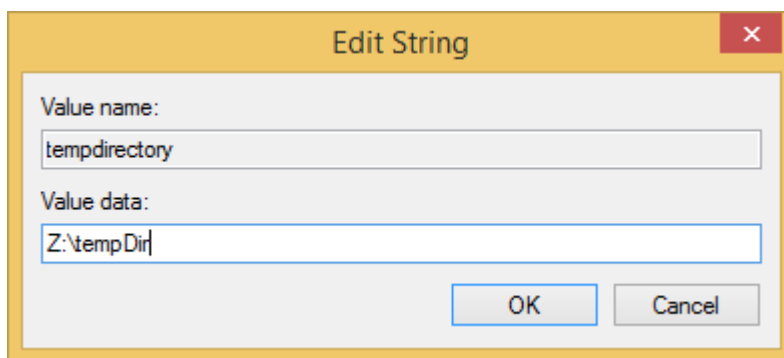 Edit String
Value name:
tempdirectory
Value data:
Z:\tempDir
OK Cancel